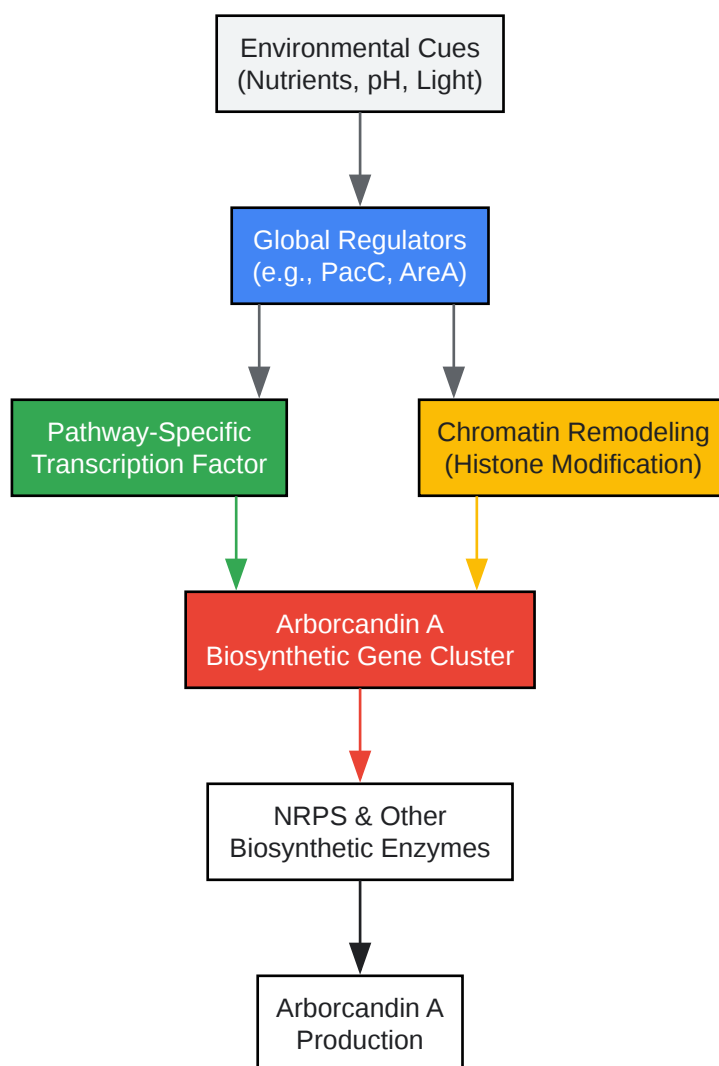 Environmental Cues
(Nutrients, pH, Light)
Global Regulators
(e.g., PacC, AreA)
Pathway-Specific
Transcription Factor
Chromatin Remodeling
(Histone Modification)
Arborcandin A
Biosynthetic Gene Cluster
NRPS & Other
Biosynthetic Enzymes
Arborcandin A
Production